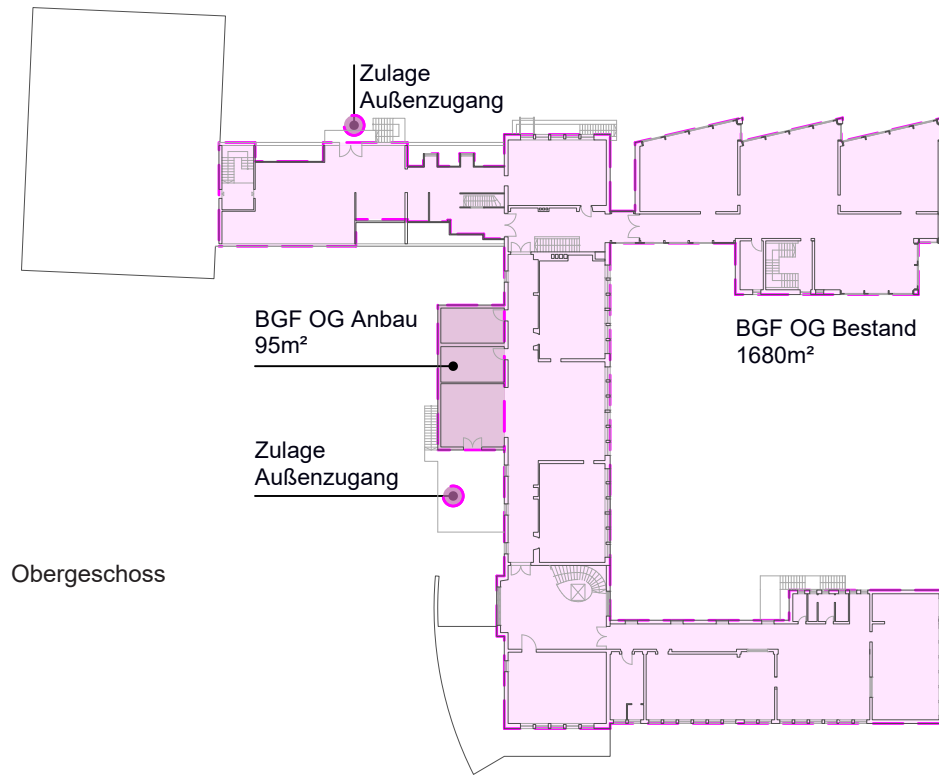 Zulage
Außenzugang
BGF OG Anbau
95m²
BGF OG Bestand
1680m²
Zulage
Außenzugang
Obergeschoss